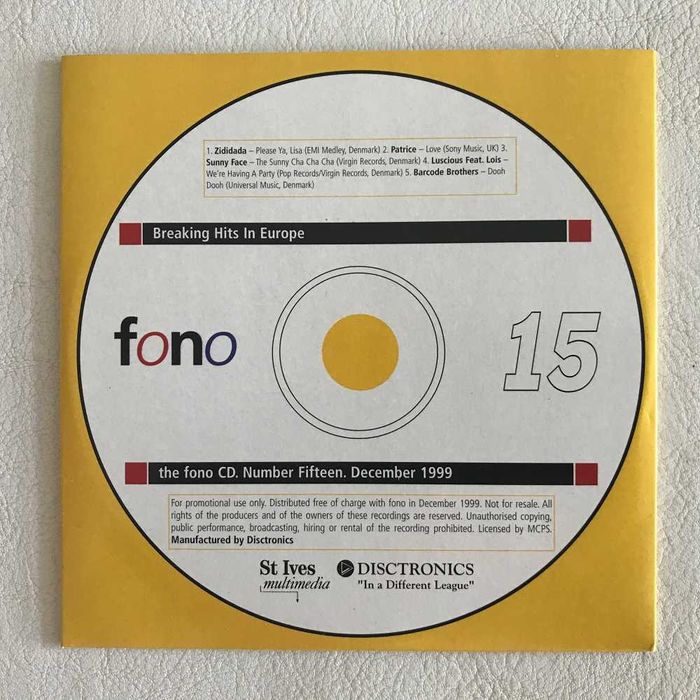 1. Zididada – Please Ya, Lisa (EMI Medley, Denmark) 2. Patrice – Love (Sony Music, UK) 3.
Sunny Face – The Sunny Cha Cha Cha (Virgin Records, Denmark) 4. Luscious Feat. Lois –
We're Having A Party (Pop Records/Virgin Records, Denmark) 5. Barcode Brothers – Dooh
Dooh (Universal Music, Denmark)
Breaking Hits In Europe
fono
15
the fono CD. Number Fifteen. December 1999
For promotional use only. Distributed free of charge with fono in December 1999. Not for resale. All
rights of the producers and of the owners of these recordings are reserved. Unauthorised copying,
public performance, broadcasting, hiring or rental of the recording prohibited. Licensed by MCPS.
Manufactured by Disctronics
St Ives
multimedia
DISCTRONICS
"In a Different League"